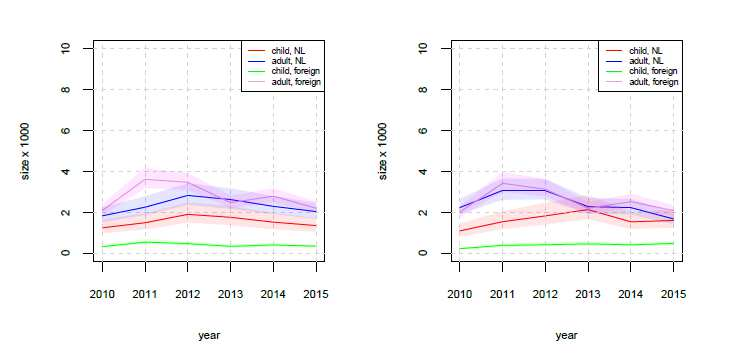 child, NL
adult, NL
child, foreign
adult, foreign
10
8
6
4
2
0
size x 1000
2010 2011 2012 2013 2014 2015
year
child, NL
adult, NL
child, foreign
adult, foreign
10
8
6
4
2
0
size x 1000
2010 2011 2012 2013 2014 2015
year